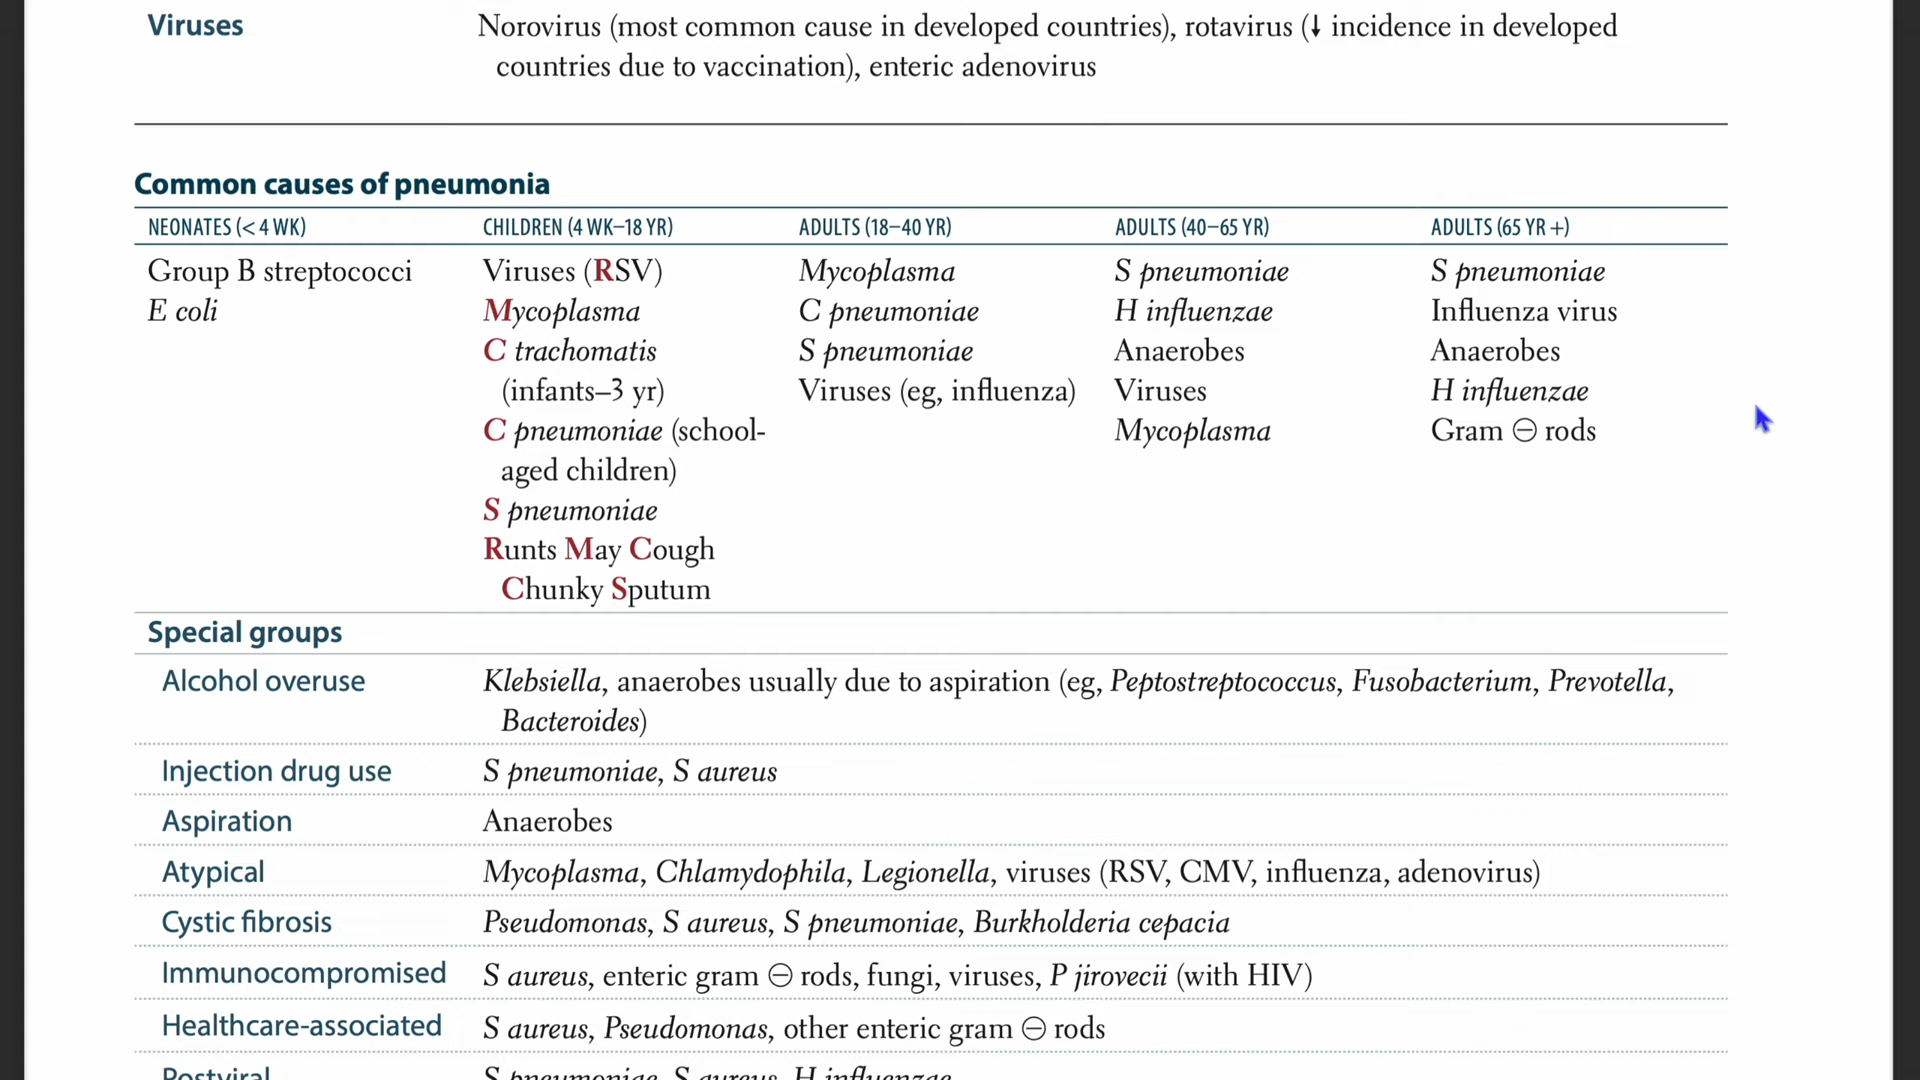 Viruses
Norovirus (most common cause in developed countries), rotavirus (↓ incidence in developed
countries due to vaccination), enteric adenovirus
Common causes of pneumonia
NEONATES (< 4 WK) CHILDREN (4 WK–18 YR) ADULTS (18–40 YR) ADULTS (40–65 YR) ADULTS (65 YR +)
Group B streptococci
E coli
Viruses (RSV)
Mycoplasma
C trachomatis
(infants–3 yr)
C pneumoniae (school-
aged children)
S pneumoniae
Runts May Cough
Chunky Sputum
Mycoplasma
C pneumoniae
S pneumoniae
Viruses (eg, influenza)
S pneumoniae
H influenzae
Anaerobes
Viruses
Mycoplasma
S pneumoniae
Influenza virus
Anaerobes
H influenzae
Gram ⊖ rods
Special groups
Alcohol overuse
Klebsiella, anaerobes usually due to aspiration (eg, Peptostreptococcus, Fusobacterium, Prevotella,
Bacteroides)
Injection drug use S pneumoniae, S aureus
Aspiration Anaerobes
Atypical Mycoplasma, Chlamydophila, Legionella, viruses (RSV, CMV, influenza, adenovirus)
Cystic fibrosis Pseudomonas, S aureus, S pneumoniae, Burkholderia cepacia
Immunocompromised S aureus, enteric gram ⊖ rods, fungi, viruses, P jirovecii (with HIV)
Healthcare-associated S aureus, Pseudomonas, other enteric gram ⊖ rods
Postviral S pneumoniae, S aureus, H influenzae